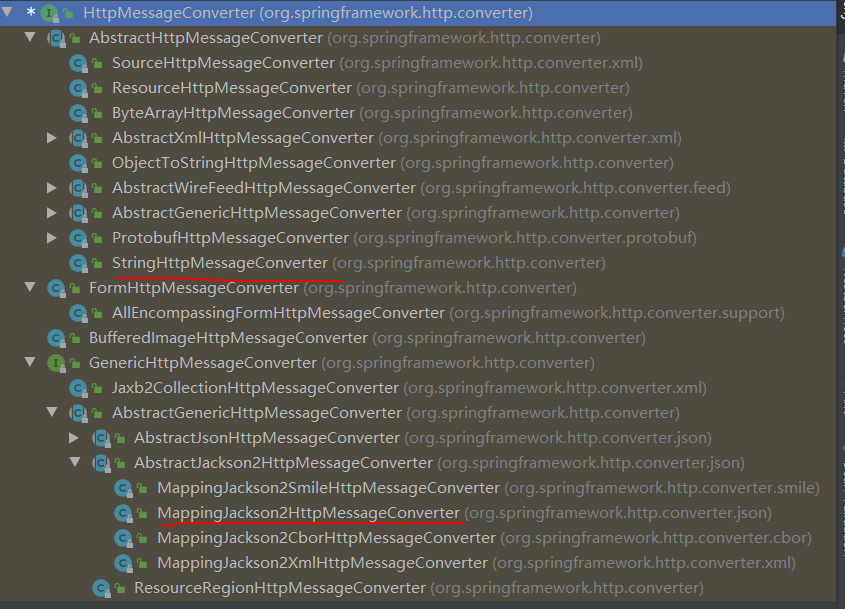 * HttpMessageConverter (org.springframework.http.converter)
AbstractHttpMessageConverter (org.springframework.http.converter)
SourceHttpMessageConverter (org.springframework.http.converter.xml)
ResourceHttpMessageConverter (org.springframework.http.converter)
ByteArrayHttpMessageConverter (org.springframework.http.converter)
AbstractXmlHttpMessageConverter (org.springframework.http.converter.xml)
ObjectToStringHttpMessageConverter (org.springframework.http.converter)
AbstractWireFeedHttpMessageConverter (org.springframework.http.converter.feed)
AbstractGenericHttpMessageConverter (org.springframework.http.converter)
ProtobufHttpMessageConverter (org.springframework.http.converter.protobuf)
StringHttpMessageConverter (org.springframework.http.converter)
FormHttpMessageConverter (org.springframework.http.converter)
AllEncompassingFormHttpMessageConverter (org.springframework.http.converter.support)
BufferedImageHttpMessageConverter (org.springframework.http.converter)
GenericHttpMessageConverter (org.springframework.http.converter)
Jaxb2CollectionHttpMessageConverter (org.springframework.http.converter.xml)
AbstractGenericHttpMessageConverter (org.springframework.http.converter)
AbstractJsonHttpMessageConverter (org.springframework.http.converter.json)
AbstractJackson2HttpMessageConverter (org.springframework.http.converter.json)
MappingJackson2SmileHttpMessageConverter (org.springframework.http.converter.smile)
MappingJackson2HttpMessageConverter (org.springframework.http.converter.json)
MappingJackson2CborHttpMessageConverter (org.springframework.http.converter.cbor)
MappingJackson2XmlHttpMessageConverter (org.springframework.http.converter.xml)
ResourceRegionHttpMessageConverter (org.springframework.http.converter)